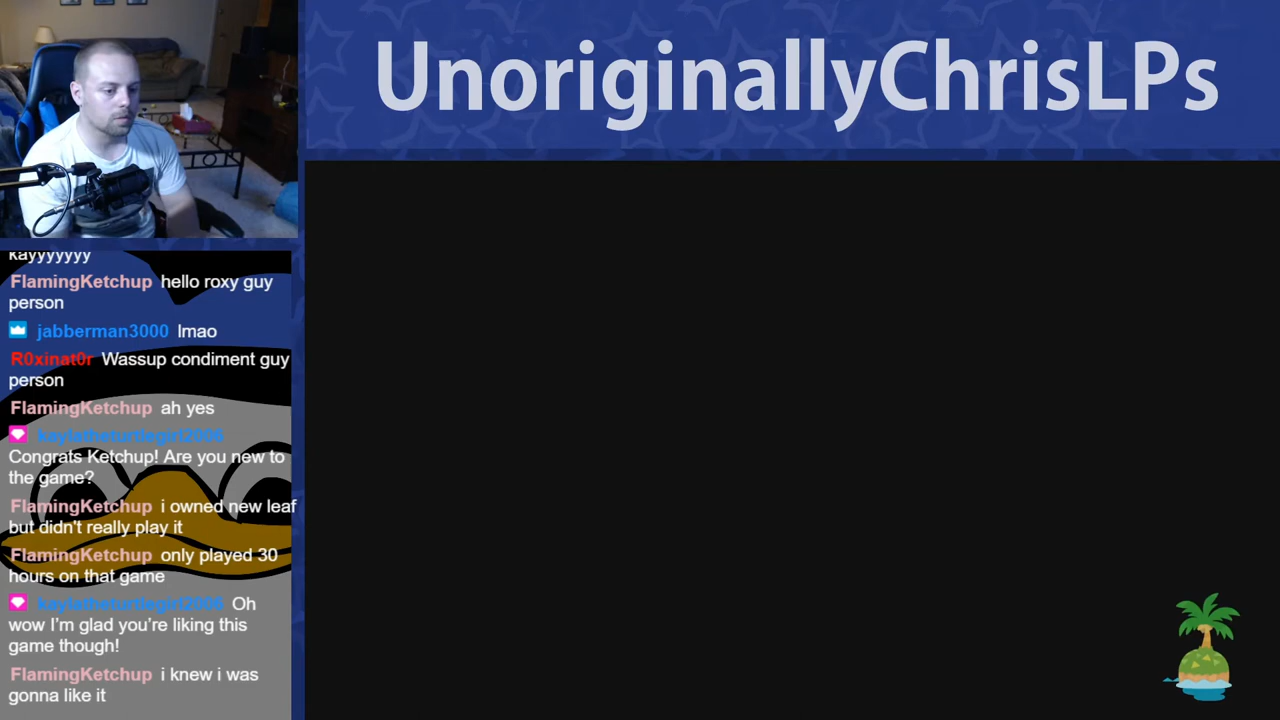 UnoriginallyChrisLPs
kayyyyyyy
FlamingKetchup hello roxy guy
person
jabberman3000 lmao
R0xinat0r Wassup condiment guy
person
FlamingKetchup ah yes
kaylatheturtlegirl2006
Congrats Ketchup! Are you new to
the game?
FlamingKetchup i owned new leaf
but didn't really play it
FlamingKetchup only played 30
hours on that game
kaylatheturtlegirl2006 Oh
wow I’m glad you’re liking this
game though!
FlamingKetchup i knew i was
gonna like it